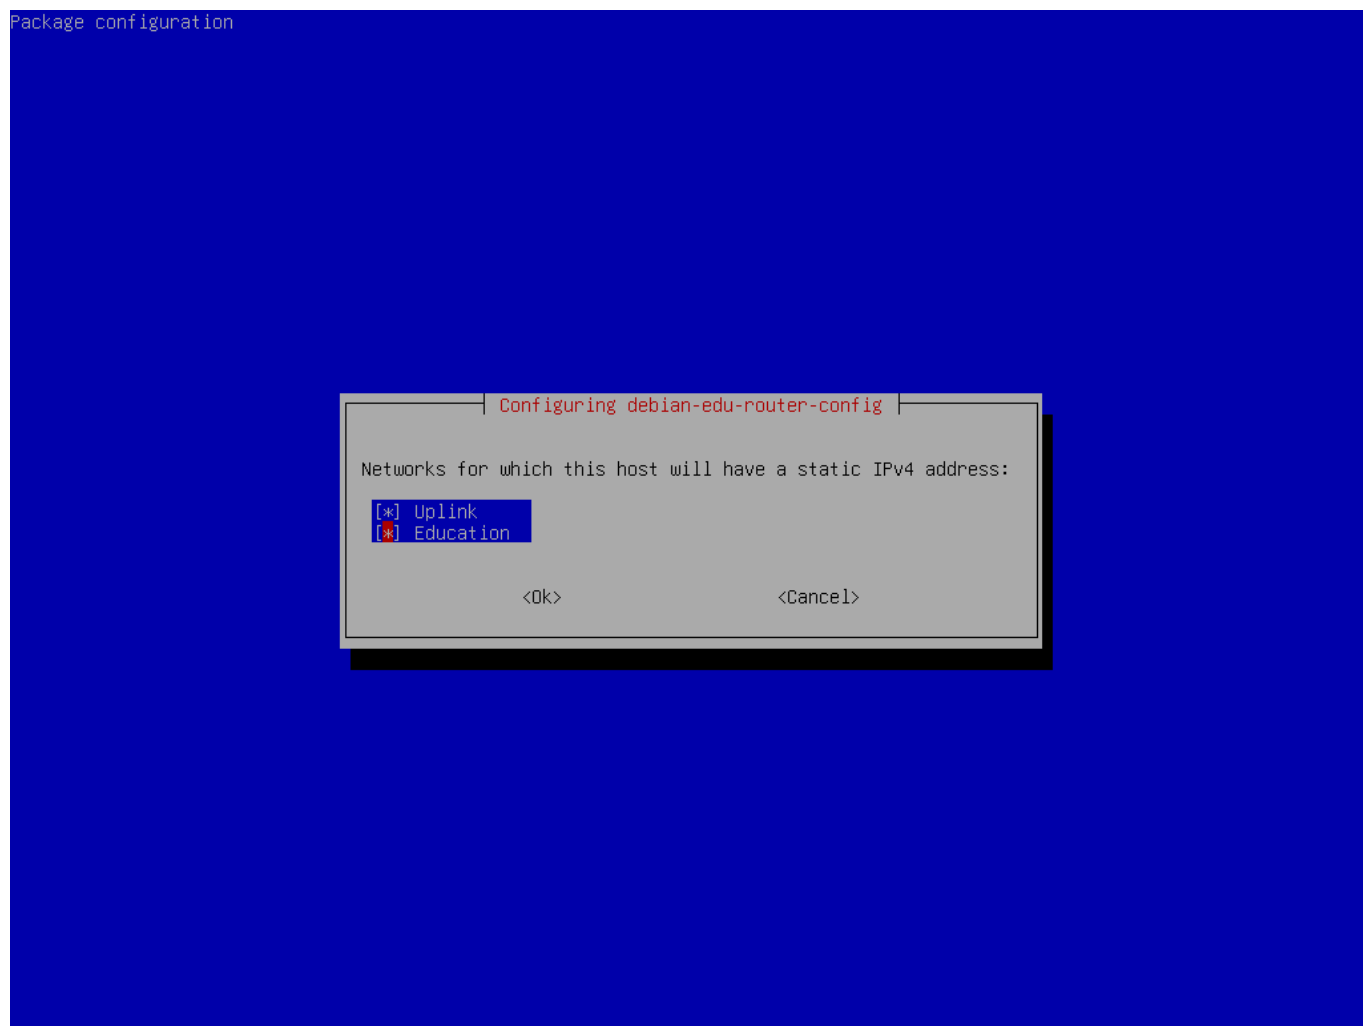 Package configuration
Configuring debian-edu-router-config
Networks for which this host will have a static IPv4 address:
[*] Uplink
[*] Education
<Ok> <Cancel>